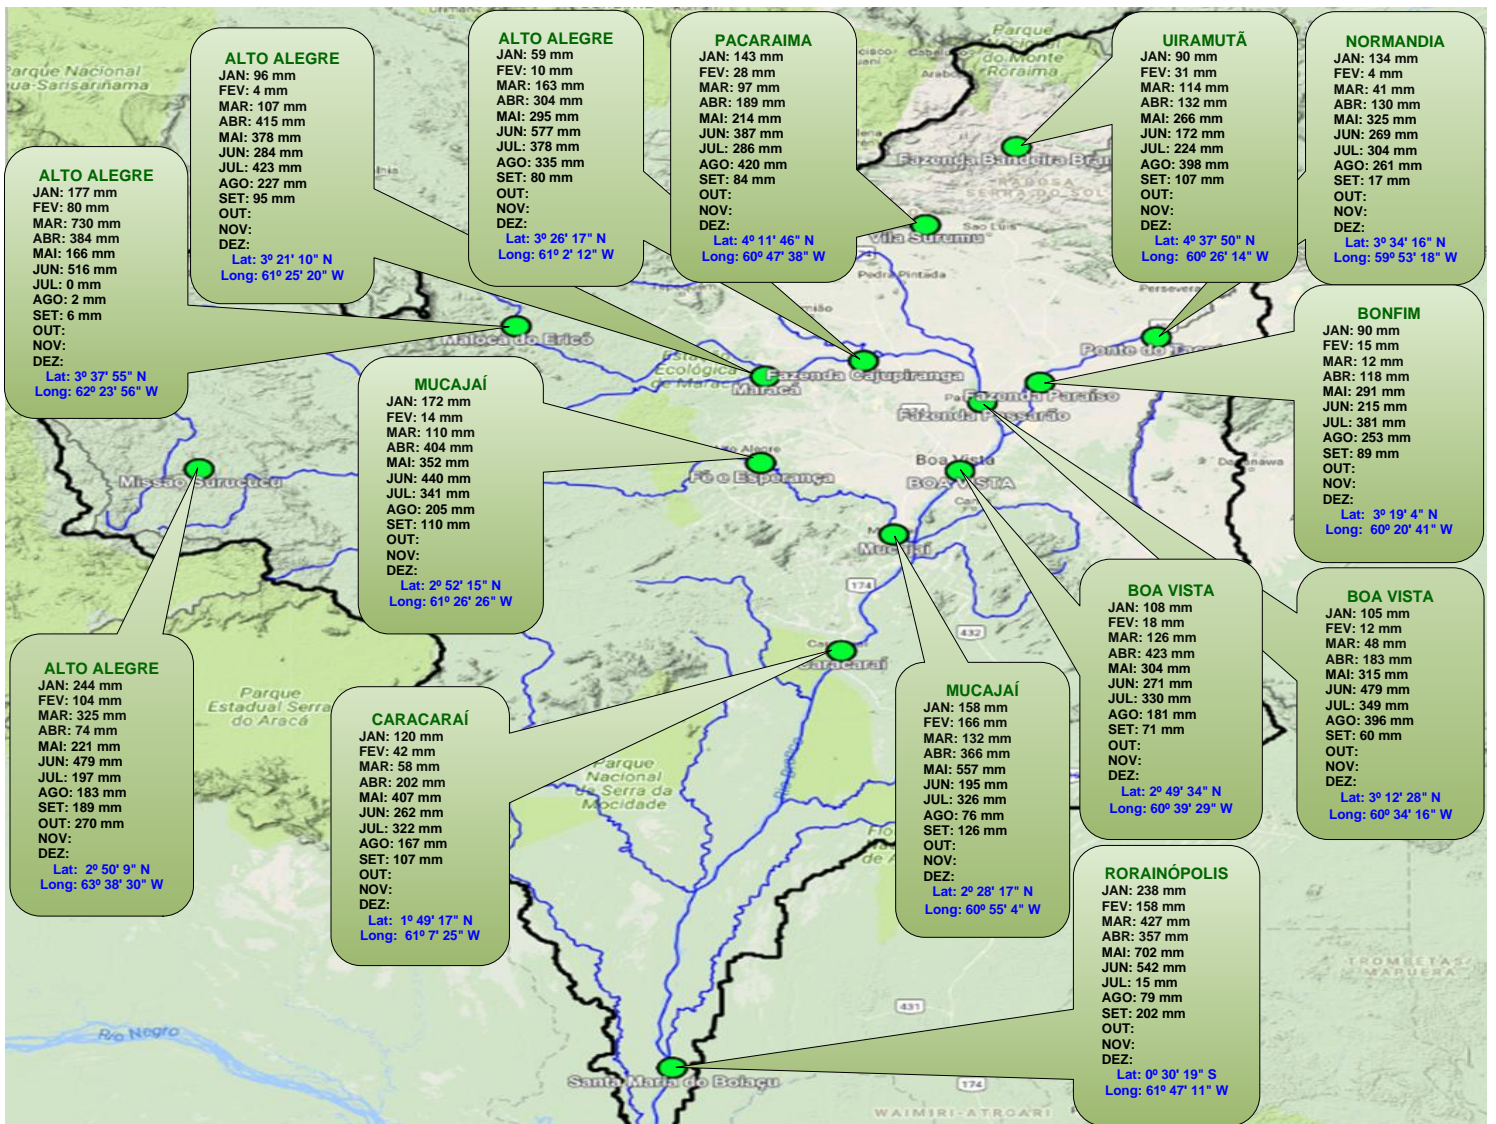 ALTO ALEGRE
JAN: 96 mm
FEV: 4 mm
MAR: 107 mm
ABR: 415 mm
MAI: 378 mm
JUN: 284 mm
JUL: 423 mm
AGO: 227 mm
SET: 95 mm
OUT:
NOV:
DEZ:
Lat: 3º 21' 10" N
Long: 61º 25' 20" W
ALTO ALEGRE
JAN: 59 mm
FEV: 10 mm
MAR: 163 mm
ABR: 304 mm
MAI: 295 mm
JUN: 577 mm
JUL: 378 mm
AGO: 335 mm
SET: 80 mm
OUT:
NOV:
DEZ:
Lat: 3º 26' 17" N
Long: 61º 2' 12" W
PACARAIMA
JAN: 143 mm
FEV: 28 mm
MAR: 97 mm
ABR: 189 mm
MAI: 214 mm
JUN: 387 mm
JUL: 286 mm
AGO: 420 mm
SET: 84 mm
OUT:
NOV:
DEZ:
Lat: 4º 11' 46" N
Long: 60º 47' 38" W
UIRAMUTÃ
JAN: 90 mm
FEV: 31 mm
MAR: 114 mm
ABR: 132 mm
MAI: 266 mm
JUN: 172 mm
JUL: 224 mm
AGO: 398 mm
SET: 107 mm
OUT:
NOV:
DEZ:
Lat: 4º 37' 50" N
Long: 60º 26' 14" W
NORMANDIA
JAN: 134 mm
FEV: 4 mm
MAR: 41 mm
ABR: 130 mm
MAI: 325 mm
JUN: 269 mm
JUL: 304 mm
AGO: 261 mm
SET: 17 mm
OUT:
NOV:
DEZ:
Lat: 3º 34' 16" N
Long: 59º 53' 18" W
ALTO ALEGRE
JAN: 177 mm
FEV: 80 mm
MAR: 730 mm
ABR: 384 mm
MAI: 166 mm
JUN: 516 mm
JUL: 0 mm
AGO: 2 mm
SET: 6 mm
OUT:
NOV:
DEZ:
Lat: 3º 37' 55" N
Long: 62º 23' 56" W
BONFIM
JAN: 90 mm
FEV: 15 mm
MAR: 12 mm
ABR: 118 mm
MAI: 291 mm
JUN: 215 mm
JUL: 381 mm
AGO: 253 mm
SET: 89 mm
OUT:
NOV:
DEZ:
Lat: 3º 19' 4" N
Long: 60º 20' 41" W
MUCAJAÍ
JAN: 172 mm
FEV: 14 mm
MAR: 110 mm
ABR: 404 mm
MAI: 352 mm
JUN: 440 mm
JUL: 341 mm
AGO: 205 mm
SET: 110 mm
OUT:
NOV:
DEZ:
Lat: 2º 52' 15" N
Long: 61º 26' 26" W
BOA VISTA
JAN: 108 mm
FEV: 18 mm
MAR: 126 mm
ABR: 423 mm
MAI: 304 mm
JUN: 271 mm
JUL: 330 mm
AGO: 181 mm
SET: 71 mm
OUT:
NOV:
DEZ:
Lat: 2º 49' 34" N
Long: 60º 39' 29" W
BOA VISTA
JAN: 105 mm
FEV: 12 mm
MAR: 48 mm
ABR: 183 mm
MAI: 315 mm
JUN: 479 mm
JUL: 349 mm
AGO: 396 mm
SET: 60 mm
OUT:
NOV:
DEZ:
Lat: 3º 12' 28" N
Long: 60º 34' 16" W
ALTO ALEGRE
JAN: 244 mm
FEV: 104 mm
MAR: 325 mm
ABR: 74 mm
MAI: 221 mm
JUN: 479 mm
JUL: 197 mm
AGO: 183 mm
SET: 189 mm
OUT: 270 mm
NOV:
DEZ:
Lat: 2º 50' 9" N
Long: 63º 38' 30" W
CARACARAÍ
JAN: 120 mm
FEV: 42 mm
MAR: 58 mm
ABR: 202 mm
MAI: 407 mm
JUN: 262 mm
JUL: 322 mm
AGO: 167 mm
SET: 107 mm
OUT:
NOV:
DEZ:
Lat: 1º 49' 17" N
Long: 61º 7' 25" W
MUCAJAÍ
JAN: 158 mm
FEV: 166 mm
MAR: 132 mm
ABR: 366 mm
MAI: 557 mm
JUN: 195 mm
JUL: 326 mm
AGO: 76 mm
SET: 126 mm
OUT:
NOV:
DEZ:
Lat: 2º 28' 17" N
Long: 60º 55' 4" W
RORAINÓPOLIS
JAN: 238 mm
FEV: 158 mm
MAR: 427 mm
ABR: 357 mm
MAI: 702 mm
JUN: 542 mm
JUL: 15 mm
AGO: 79 mm
SET: 202 mm
OUT:
NOV:
DEZ:
Lat: 0º 30' 19" S
Long: 61º 47' 11" W
Parque Nacional
Parque
do Monte
Roraima
Fazenda Bandeira
RAPOSA
SERRA DO SOL
Vila Surumu
Sao Luis
Pedra Pintada
Maloca do Ericó
Estação
Ecológica
de Maracá
Maracá
Fazenda Cajupiranga
Ponte do
Fazenda Paraíso
Fazenda Passarão
Missão Surucucu
Alto Alegre
Fé e Esperança
Boa Vista
BOA VISTA
Mucajaí
174
432
Caracaraí
Parque
Estadual Serra
do Aracá
Parque
Nacional
da Serra da
Mocidade
Rio Branco
431
Rio Negro
Santa Maria do Boiaçu
174
WAIMIRI-ATROARI
TROMBETAS/
MAPUERA